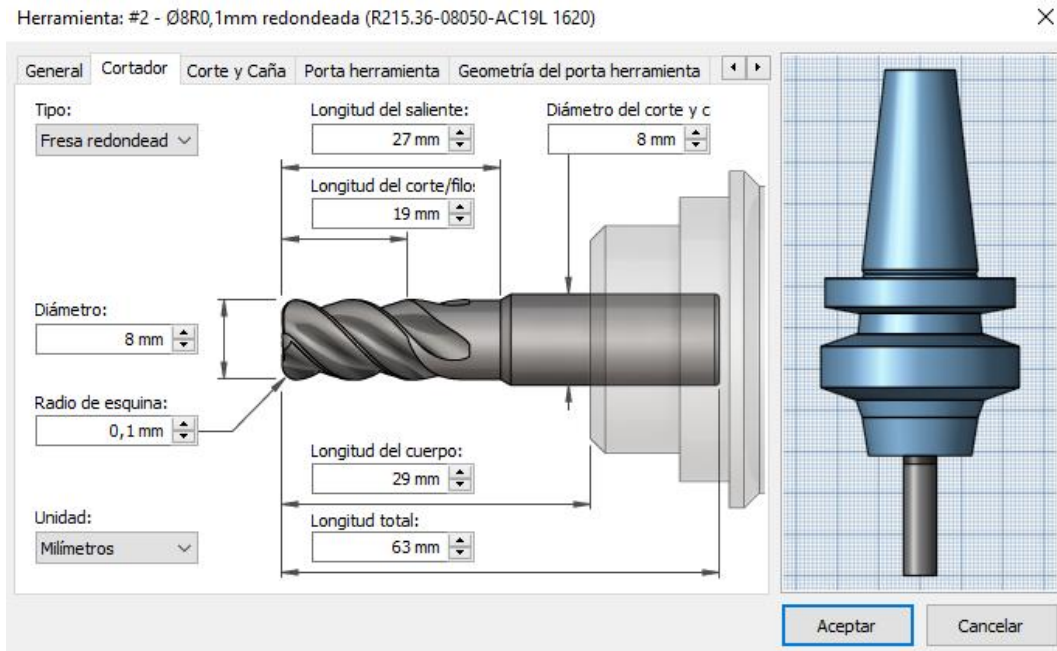 Herramienta: #2 - Ø8R0,1mm redondeada (R215.36-08050-AC19L 1620)
General Cortador Corte y Caña Porta herramienta Geometría del porta herramienta
Tipo:
Fresa redondead
Longitud del saliente:
27 mm
Diámetro del corte y c
8 mm
Longitud del corte/filo:
19 mm
Diámetro:
8 mm
Radio de esquina:
0,1 mm
Longitud del cuerpo:
29 mm
Unidad:
Milímetros
Longitud total:
63 mm
Aceptar Cancelar